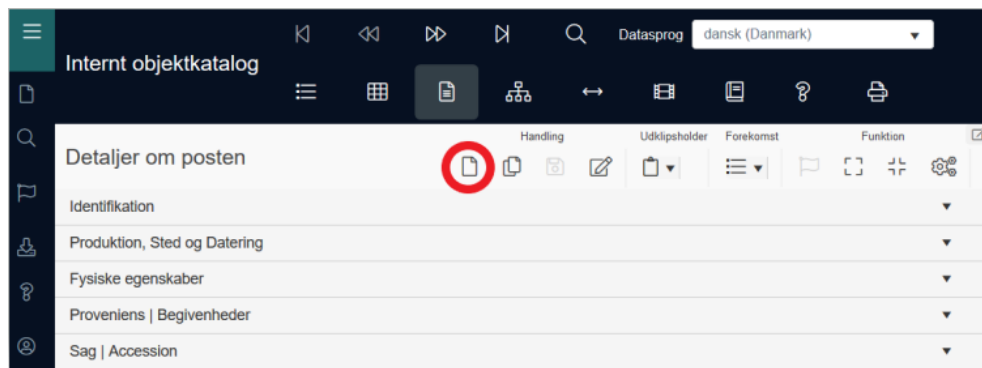 Datasprog dansk (Danmark)
Internt objektkatalog
Handling Udklipsholder Forekomst Funktion
Detaljer om posten
Identifikation
Produktion, Sted og Datering
Fysiske egenskaber
Proveniens | Begivenheder
Sag | Accession